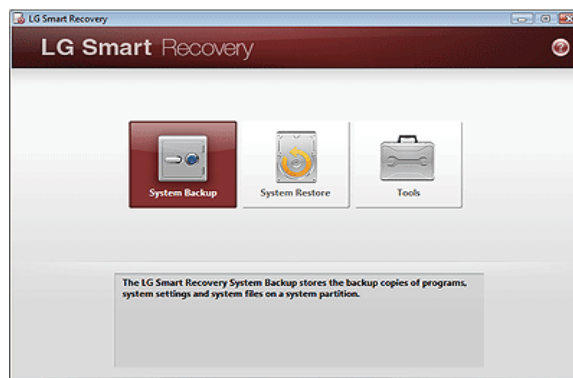 LG Smart Recovery
LG Smart Recovery
System Backup
System Restore
Tools
The LG Smart Recovery System Backup stores the backup copies of programs,
system settings and system files on a system partition.